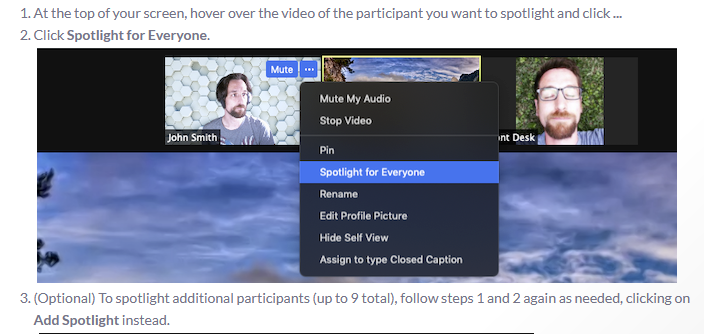 1. At the top of your screen, hover over the video of the participant you want to spotlight and click ...
2. Click Spotlight for Everyone.
Mute ...
John Smith
nt Desk
Mute My Audio
Stop Video
Pin
Spotlight for Everyone
Rename
Edit Profile Picture
Hide Self View
Assign to type Closed Caption
3. (Optional) To spotlight additional participants (up to 9 total), follow steps 1 and 2 again as needed, clicking on
Add Spotlight instead.